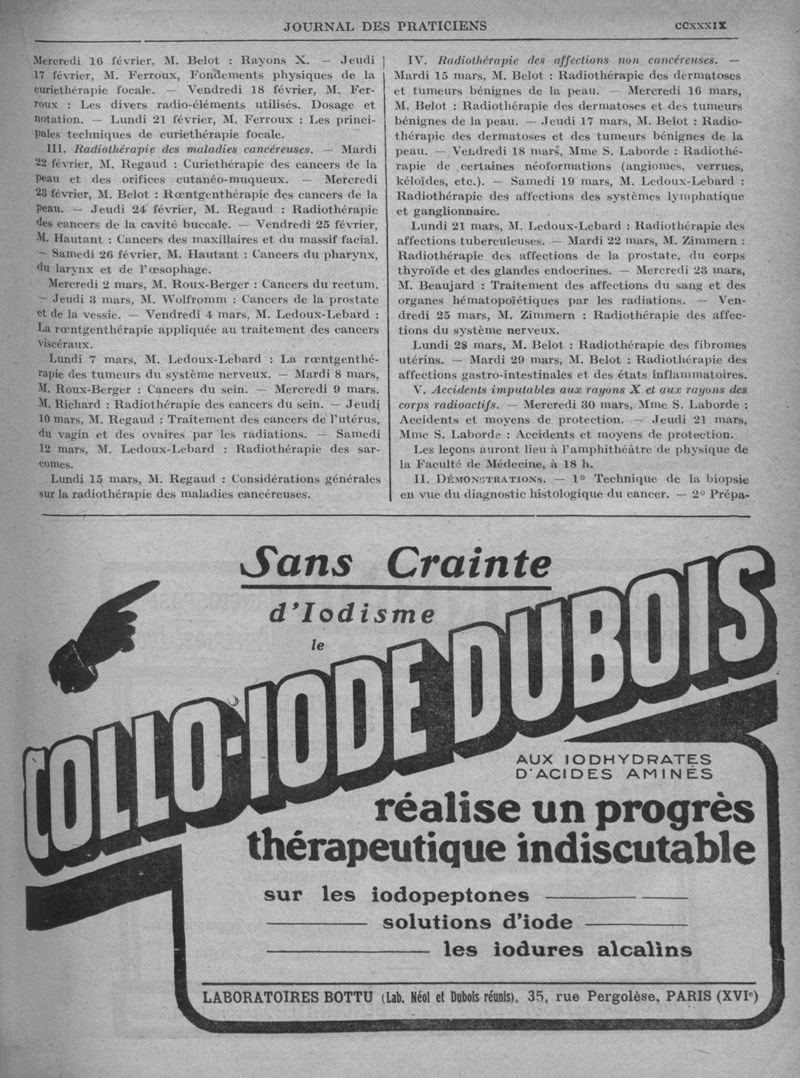 JOURNAL DES PRATICIENS
CCXXXIX
Mercredi 16 février, M. Belot : Rayons X. — Jeudi
17 février, M. Ferroux, Fondements physiques de la
curiethérapie focale. — Vendredi 18 février, M. Fer-
roux : Les divers radio-éléments utilisés. Dosage et
notation. — Lundi 21 février, M. Ferroux : Les princi-
pales techniques de curiethérapie focale.
III. Radiothérapie des maladies cancéreuses. — Mardi
22 février, M. Regaud : Curiethérapie des cancers de la
peau et des orifices cutanéo-muqueux. — Mercredi
23 février, M. Belot : Rœntgenthérapie des cancers de la
peau. — Jeudi 24 février, M. Regaud : Radiothérapie
des cancers de la cavité buccale. — Vendredi 25 février,
M. Hautant : Cancers des maxillaires et du massif facial.
— Samedi 26 février, M. Hautant : Cancers du pharynx,
du larynx et de l'œsophage.
Mercredi 2 mars, M. Roux-Berger : Cancers du rectum.
— Jeudi 3 mars, M. Wolfromm : Cancers de la prostate
et de la vessie. — Vendredi 4 mars, M. Ledoux-Lebard :
La rœntgenthérapie appliquée au traitement des cancers
viscéraux.
Lundi 7 mars, M. Ledoux-Lebard : La rœntgenthé-
rapie des tumeurs du système nerveux. — Mardi 8 mars,
M. Roux-Berger : Cancers du sein. — Mercredi 9 mars.
M. Richard : Radiothérapie des cancers du sein. — Jeudi
10 mars, M. Regaud : Traitement des cancers de l'utérus,
du vagin et des ovaires par les radiations. — Samedi
12 mars, M. Ledoux-Lebard : Radiothérapie des sar-
comes.
Lundi 15 mars, M. Regaud : Considérations générales
sur la radiothérapie des maladies cancéreuses.
IV. Radiothérapie des affections non cancéreuses. —
Mardi 15 mars, M. Belot : Radiothérapie des dermatoses
et tumeurs bénignes de la peau. — Mercredi 16 mars,
M. Belot : Radiothérapie des dermatoses et des tumeurs
bénignes de la peau. — Jeudi 17 mars, M. Belot : Radio-
thérapie des dermatoses et des tumeurs bénignes de la
peau. — Vendredi 18 mars, Mme S. Laborde : Radiothé-
rapie de certaines néoformations (angiomes, verrues,
kéloïdes, etc.). — Samedi 19 mars, M. Ledoux-Lebard :
Radiothérapie des affections des systèmes lymphatique
et ganglionnaire.
Lundi 21 mars, M. Ledoux-Lebard : Radiothérapie des
affections tuberculeuses. — Mardi 22 mars, M. Zimmern :
Radiothérapie des affections de la prostate, du corps
thyroïde et des glandes endocrines. — Mercredi 23 mars,
M. Beaujard : Traitement des affections du sang et des
organes hématopoïétiques par les radiations. — Ven-
dredi 25 mars, M. Zimmern : Radiothérapie des affec-
tions du système nerveux.
Lundi 28 mars, M. Belot : Radiothérapie des fibromes
utérins. — Mardi 29 mars, M. Belot : Radiothérapie des
affections gastro-intestinales et des états inflammatoires.
V. Accidents imputables aux rayons X et aux rayons des
corps radioactifs. — Mercredi 30 mars, Mme S. Laborde :
Accidents et moyens de protection. — Jeudi 21 mars,
Mme S. Laborde : Accidents et moyens de protection.
Les leçons auront lieu à l'amphithéâtre de physique de
la Faculté de Médecine, à 18 h.
II. DÉMONSTRATIONS. — 1º Technique de la biopsie
en vue du diagnostic histologique du cancer. — 2º Prépa-
Sans Crainte
d'Iodisme
le
COLLO-IODE DUBOIS
AUX IODHYDRATES
D'ACIDES AMINÉS
réalise un progrès
thérapeutique indiscutable
sur les iodopeptones
solutions d'iode
les iodures alcalins
LABORATOIRES BOTTU (Lab. Néol et Dubois réunis), 35, rue Pergolèse, PARIS (XVIe)